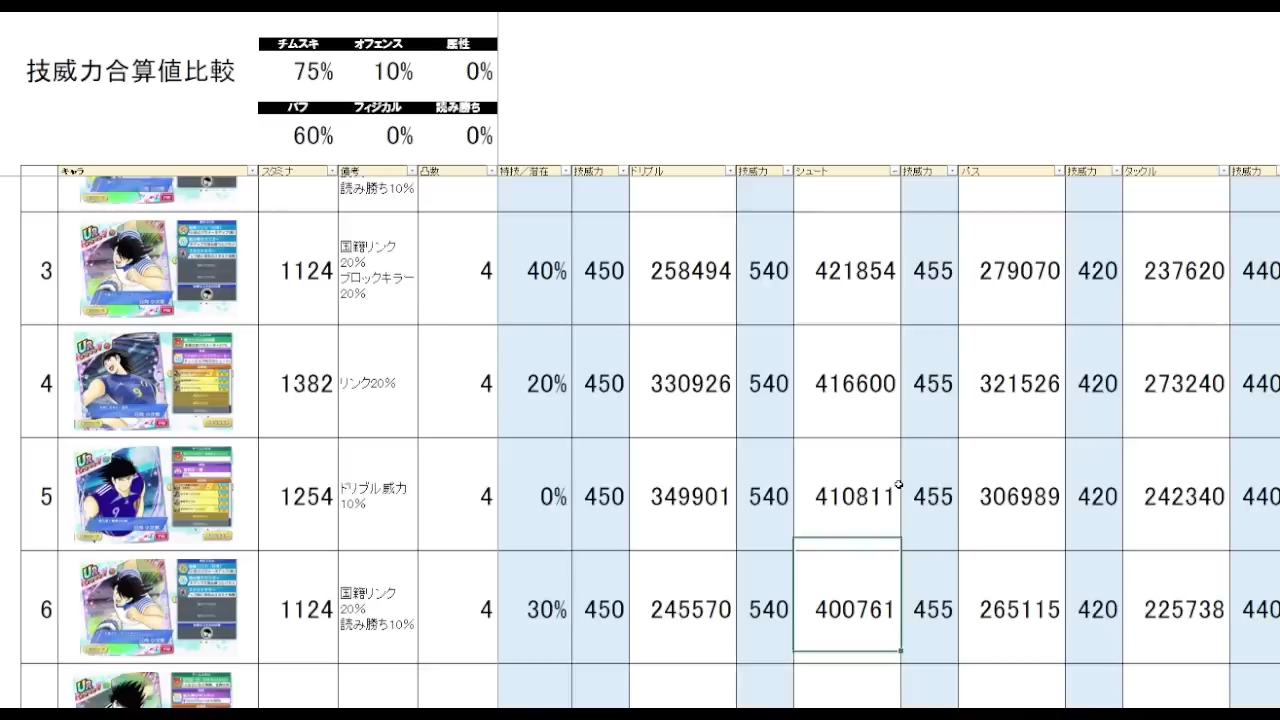 チムスキ オフェンス 属性
技威力合算値比較 75% 10% 0%
バフ フィジカル 読み勝ち
60% 0% 0%
キャラ スタミナ 備考 凸数 特技／潜在 技威力 ドリブル 技威力 シュート 技威力 パス 技威力 タックル 技威力
読み勝ち10%
3 1124 国籍リンク
20%
ブロックキラー
20% 4 40% 450 258494 540 421854 455 279070 420 237620 440
4 1382 リンク20% 4 20% 450 330926 540 416600 455 321526 420 273240 440
5 1254 ドリブル威力
10% 4 0% 450 349901 540 410811 455 306989 420 242340 440
6 1124 国籍リンク
20%
読み勝ち10% 4 30% 450 245570 540 400761 455 265115 420 225738 440